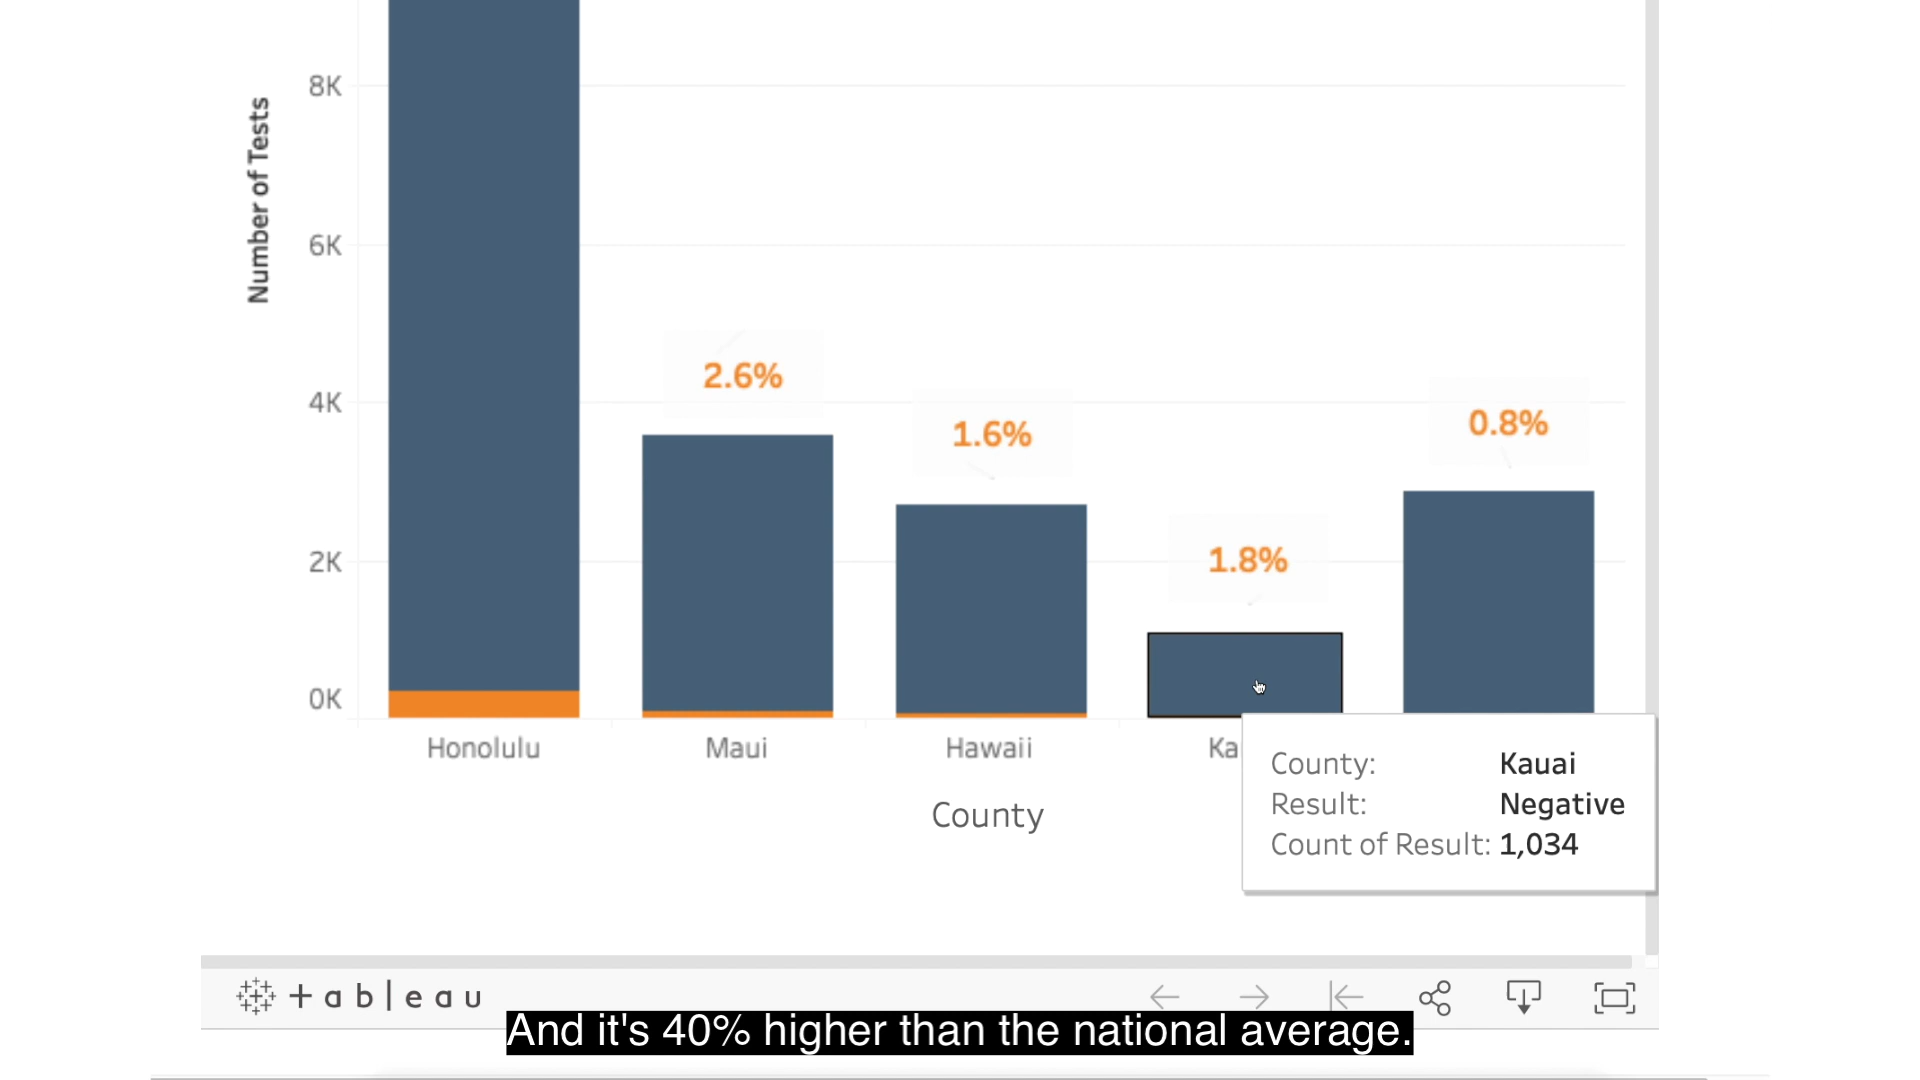 8K
Number of Tests
6K
2.6%
4K
1.6%
0.8%
2K
1.8%
0K
Honolulu
Maui
Hawaii
Ka
County
County: Kauai
Result: Negative
Count of Result: 1,034
+ a b l e a u
And it's 40% higher than the national average.